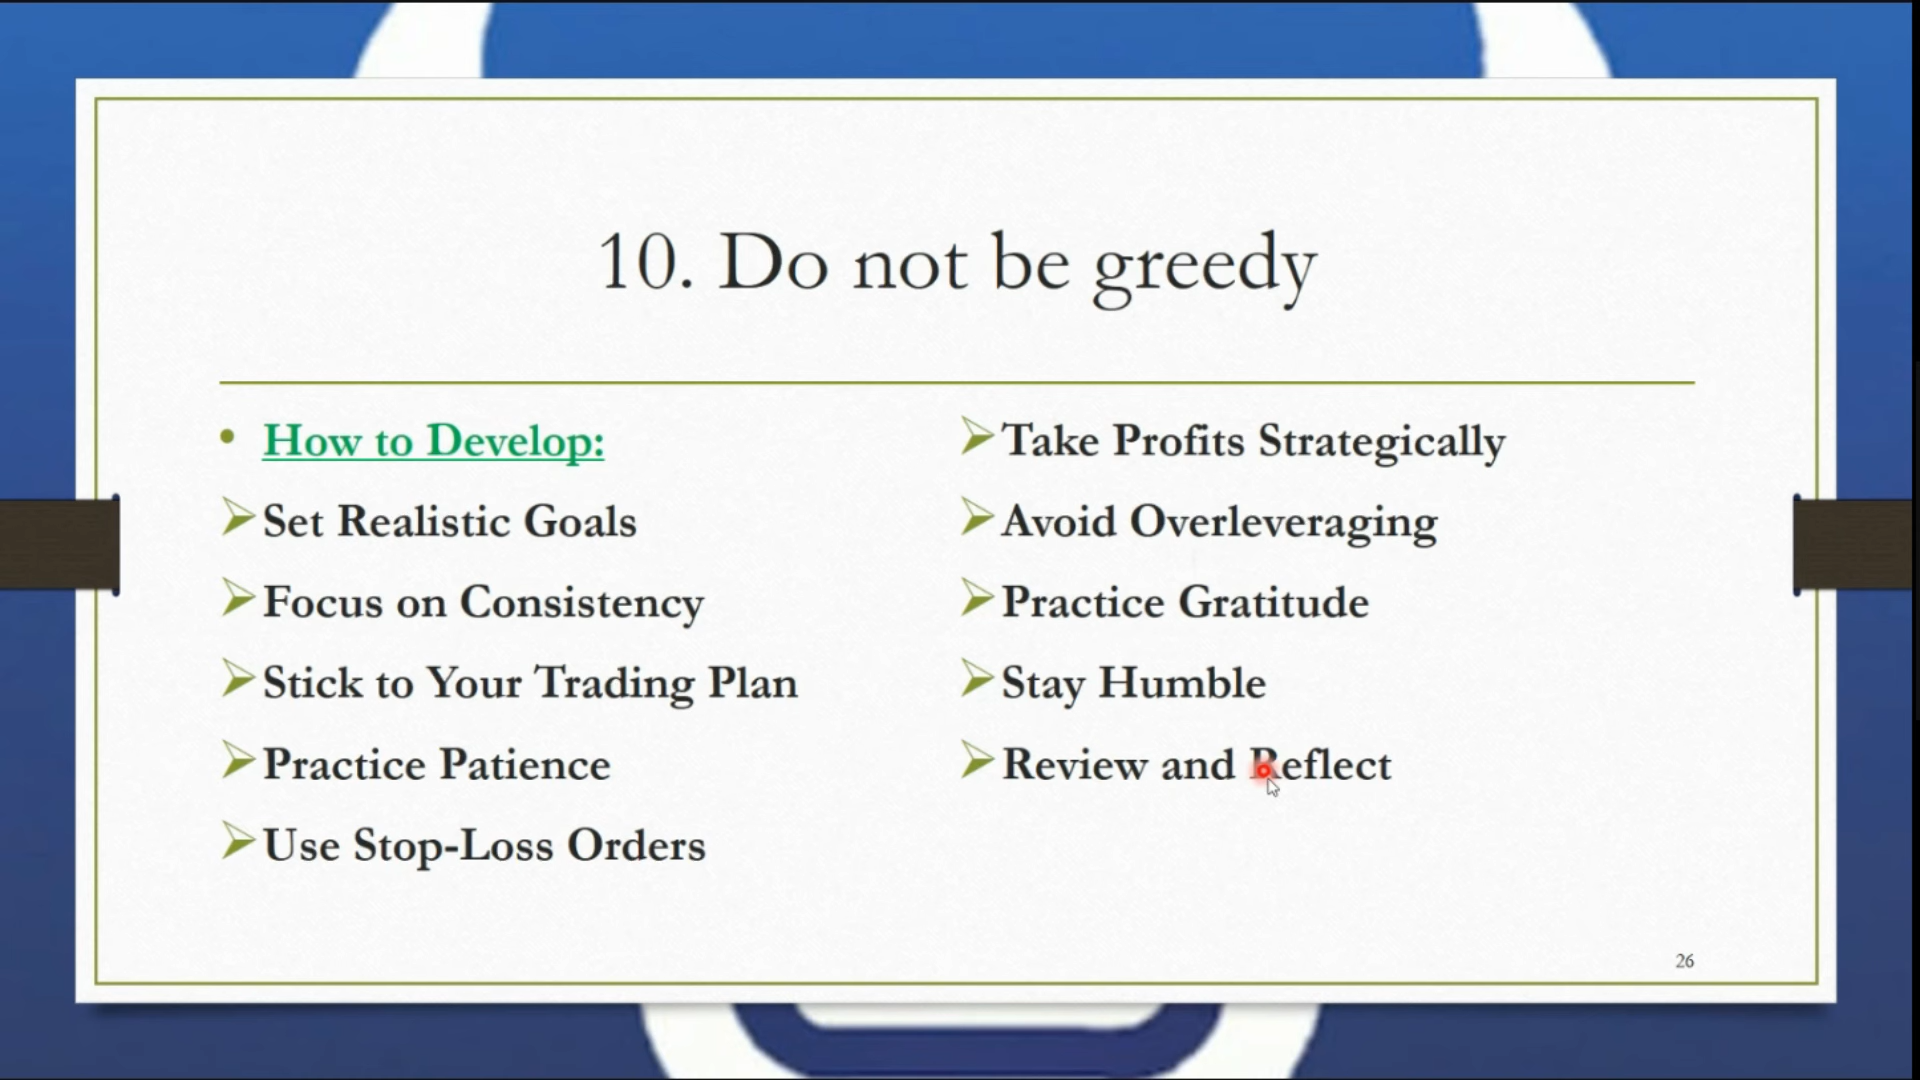 10. Do not be greedy
• How to Develop:
➢Set Realistic Goals
➢Focus on Consistency
➢Stick to Your Trading Plan
➢Practice Patience
➢Use Stop-Loss Orders
➢Take Profits Strategically
➢Avoid Overleveraging
➢Practice Gratitude
➢Stay Humble
➢Review and Reflect
26